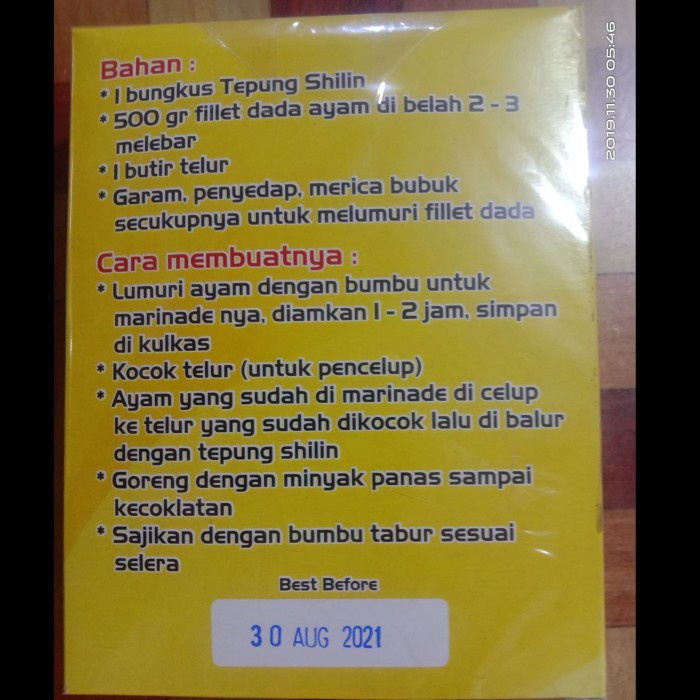 Bahan :
* 1 bungkus Tepung Shilin
* 500 gr fillet dada ayam di belah 2 - 3
melebar
* 1 butir telur
* Garam, penyedap, merica bubuk
secukupnya untuk melumuri fillet dada
Cara membuatnya :
* Lumuri ayam dengan bumbu untuk
marinade nya, diamkan 1 - 2 jam, simpan
di kulkas
* Kocok telur (untuk pencelup)
* Ayam yang sudah di marinade di celup
ke telur yang sudah dikocok lalu di balur
dengan tepung shilin
* Goreng dengan minyak panas sampai
kecoklatan
* Sajikan dengan bumbu tabur sesuai
selera
Best Before
30 AUG 2021
2019.11.30 05:46